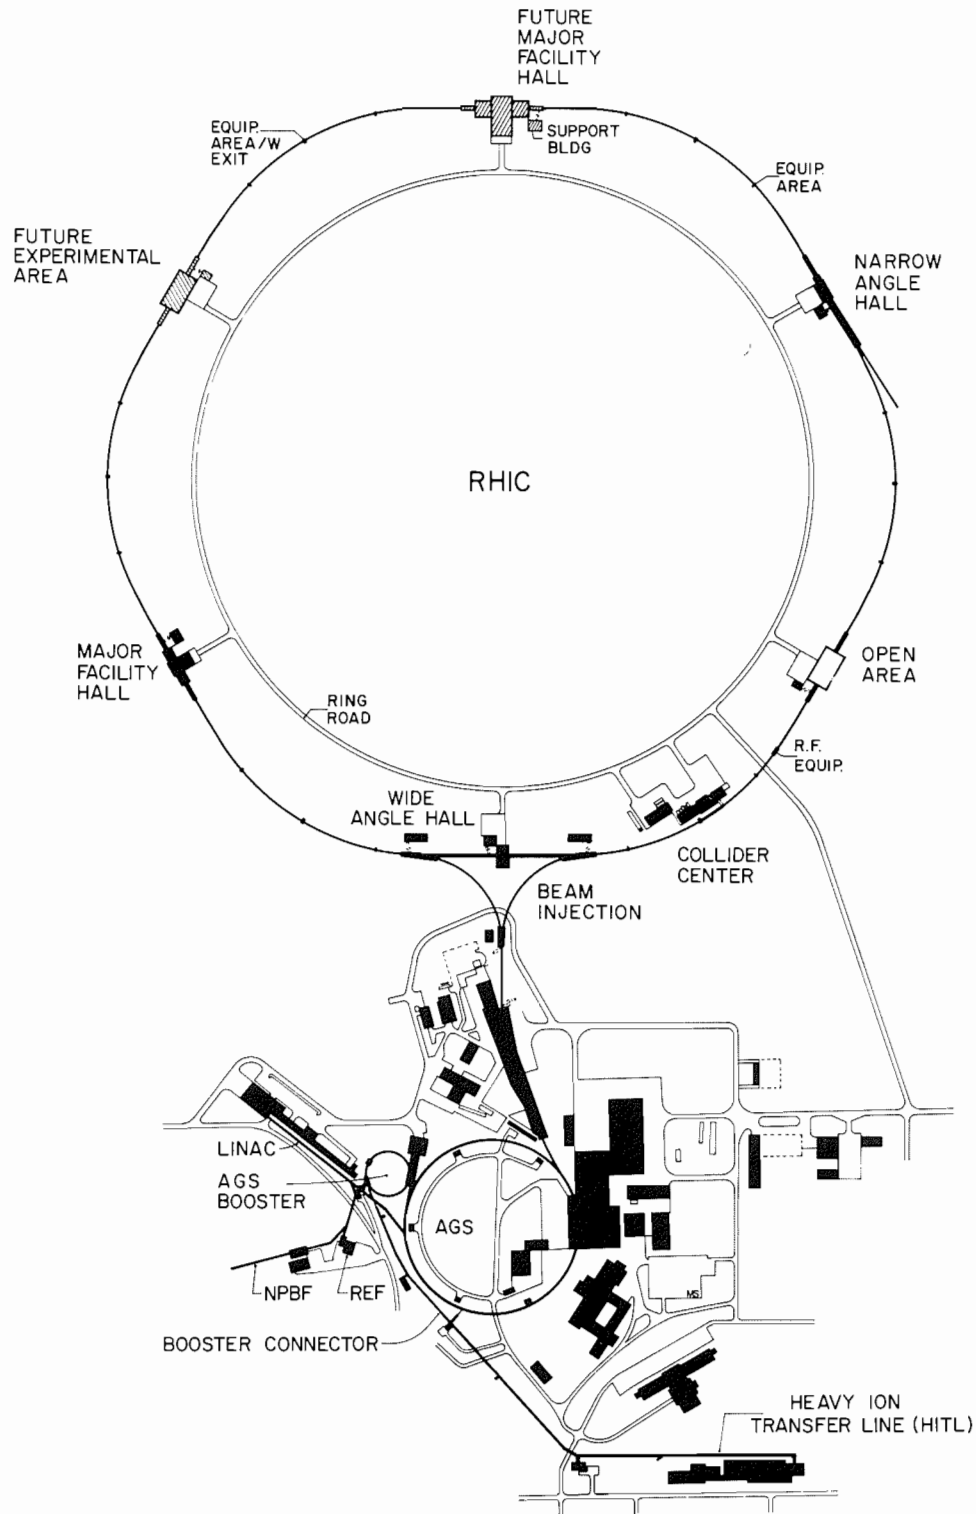 FUTURE
MAJOR
FACILITY
HALL
EQUIP.
AREA/W
EXIT
SUPPORT
BLDG
EQUIP.
AREA
FUTURE
EXPERIMENTAL
AREA
NARROW
ANGLE
HALL
RHIC
MAJOR
FACILITY
HALL
OPEN
AREA
RING
ROAD
R.F.
EQUIP.
WIDE
ANGLE HALL
COLLIDER
CENTER
BEAM
INJECTION
LINAC
AGS
BOOSTER
AGS
NPBF
REF
MS
BOOSTER CONNECTOR
HEAVY ION
TRANSFER LINE (HITL)